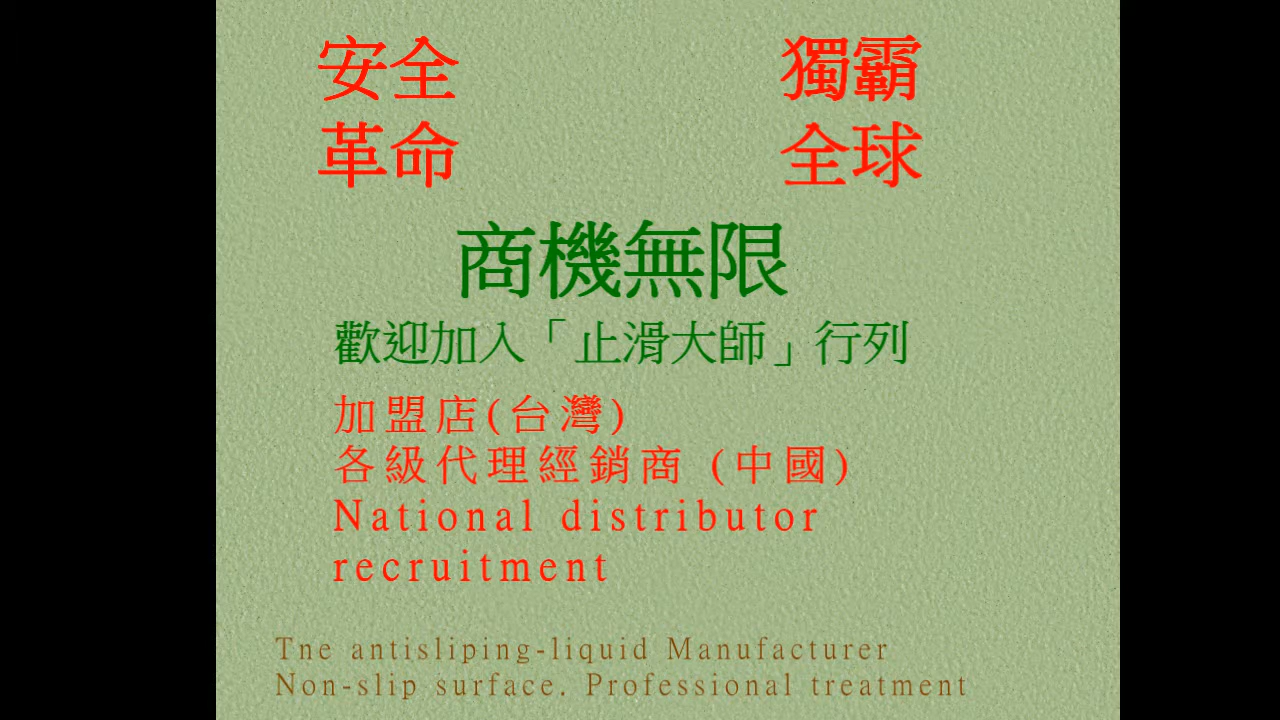 安全
革命
獨霸
全球
商機無限
歡迎加入「止滑大師」行列
加盟店(台灣)
各級代理經銷商 (中國)
National distributor
recruitment
Tne antisliping-liquid Manufacturer
Non-slip surface. Professional treatment